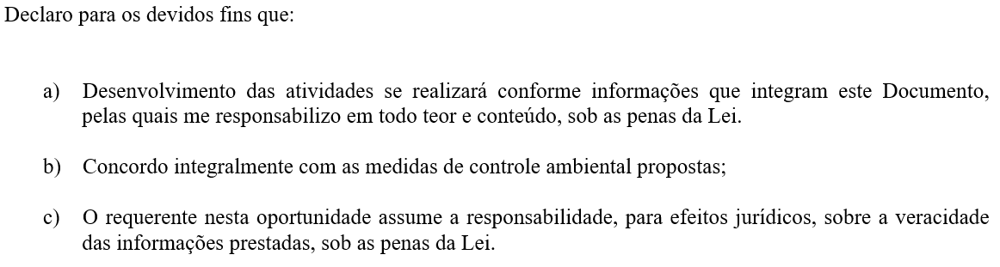 Declaro para os devidos fins que:
a) Desenvolvimento das atividades se realizará conforme informações que integram este Documento,
pelas quais me responsabilizo em todo teor e conteúdo, sob as penas da Lei.
b) Concordo integralmente com as medidas de controle ambiental propostas;
c) O requerente nesta oportunidade assume a responsabilidade, para efeitos jurídicos, sobre a veracidade
das informações prestadas, sob as penas da Lei.